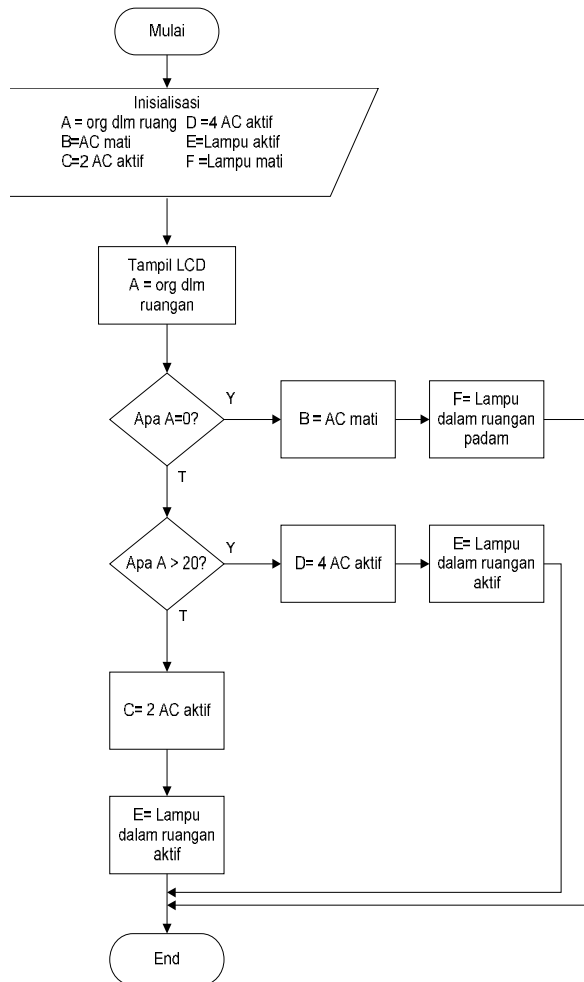 Mulai
Inisialisasi
A = org dlm ruang D =4 AC aktif
B=AC mati E=Lampu aktif
C=2 AC aktif F =Lampu mati
Tampil LCD
A = org dlm
ruangan
Apa A=0?
Y
B = AC mati
F= Lampu
dalam ruangan
padam
T
Apa A > 20?
Y
D= 4 AC aktif
E= Lampu
dalam ruangan
aktif
T
C= 2 AC aktif
E= Lampu
dalam ruangan
aktif
End